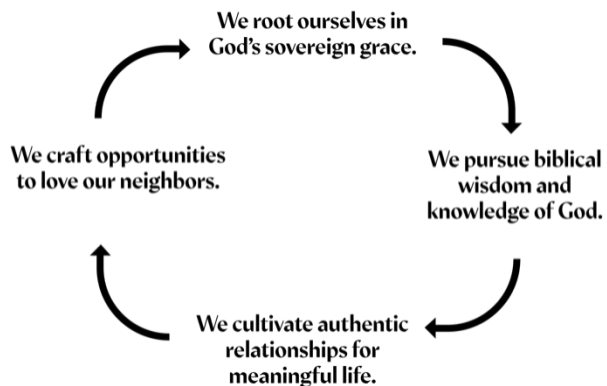 We root ourselves in
God’s sovereign grace.
We pursue biblical
wisdom and
knowledge of God.
We cultivate authentic
relationships for
meaningful life.
We craft opportunities
to love our neighbors.